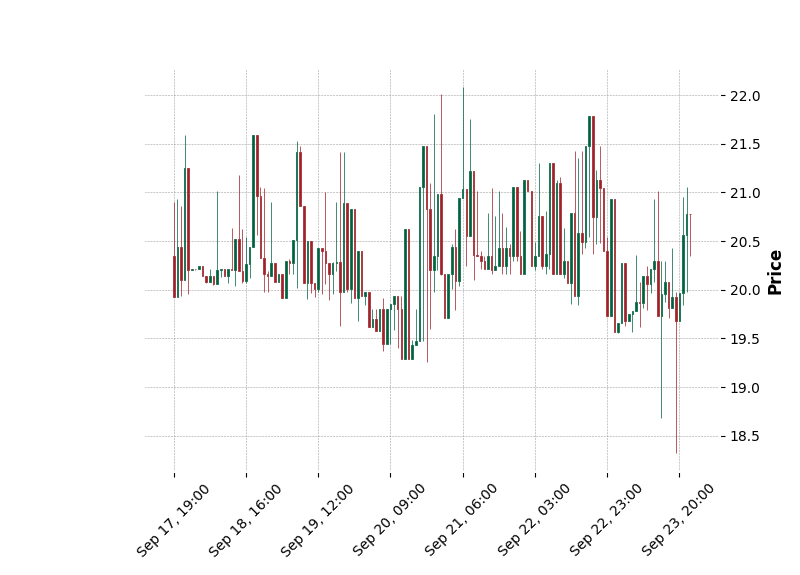 22.0
21.5
21.0
20.5
20.0
19.5
19.0
18.5
Price
Sep 17, 19:00
Sep 18, 16:00
Sep 19, 12:00
Sep 20, 09:00
Sep 21, 06:00
Sep 22, 03:00
Sep 22, 23:00
Sep 23, 20:00